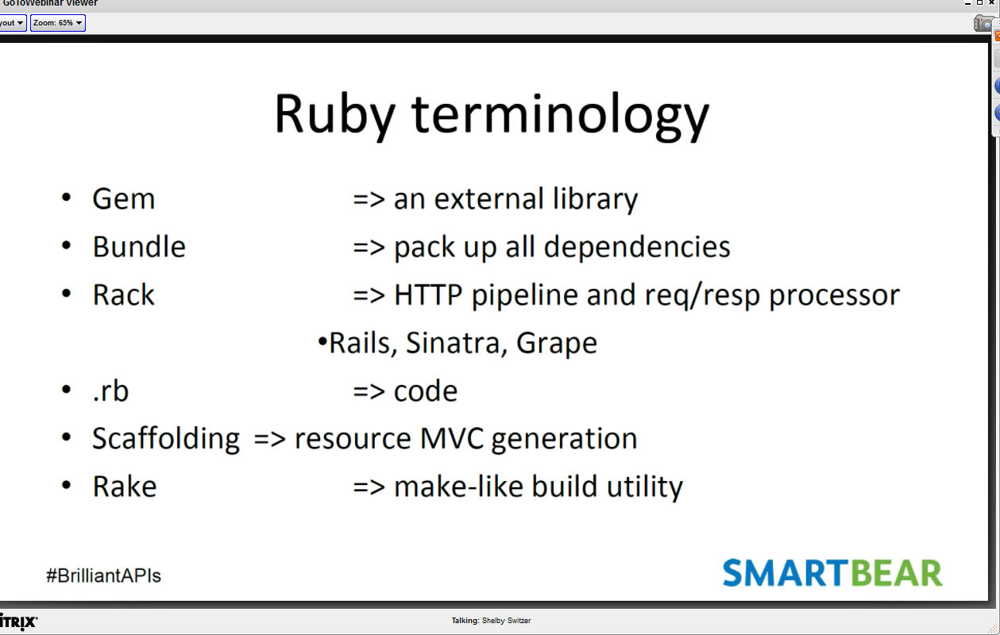 GoToWebinar Viewer
yout
Zoom: 65%
Ruby terminology
• Gem => an external library
• Bundle => pack up all dependencies
• Rack => HTTP pipeline and req/resp processor
•Rails, Sinatra, Grape
• .rb => code
• Scaffolding => resource MVC generation
• Rake => make-like build utility
#BrilliantAPIs
SMARTBEAR
iTRIX
Talking: Shelby Switzer